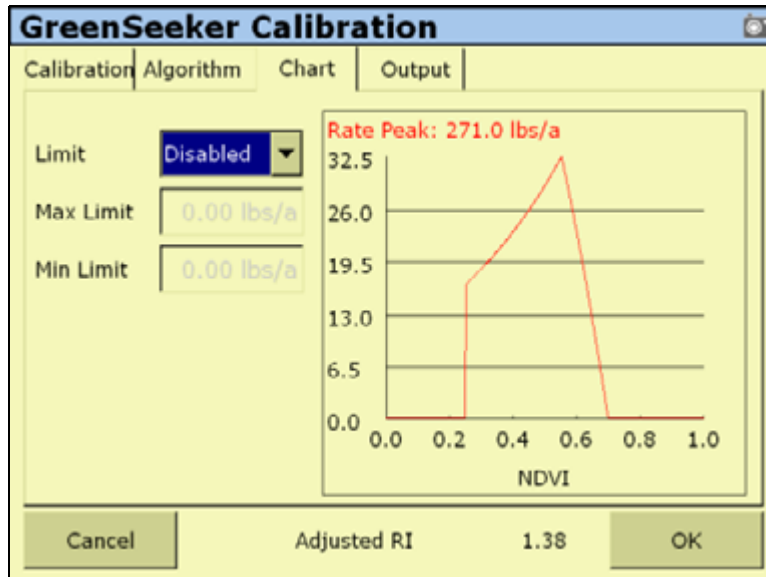 GreenSeeker Calibration
Calibration Algorithm Chart Output
Limit Disabled
Max Limit 0.00 lbs/a
Min Limit 0.00 lbs/a
Rate Peak: 271.0 lbs/a
32.5
26.0
19.5
13.0
6.5
0.0
0.0 0.2 0.4 0.6 0.8 1.0
NDVI
Cancel Adjusted RI 1.38 OK